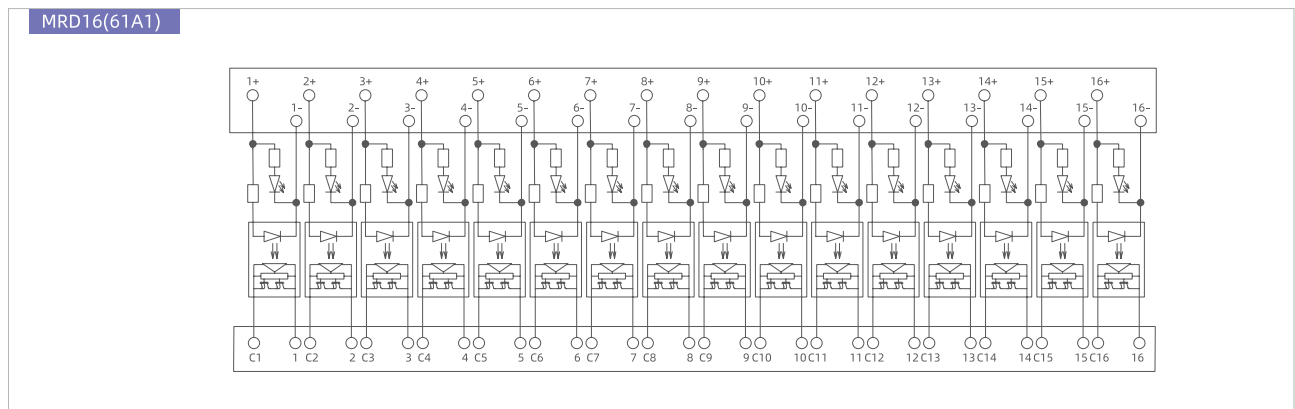 MRD16(61A1)
1+ 2+ 3+ 4+ 5+ 6+ 7+ 8+ 9+ 10+ 11+ 12+ 13+ 14+ 15+ 16+
1- 2- 3- 4- 5- 6- 7- 8- 9- 10- 11- 12- 13- 14- 15- 16-
C1 1 C2 2 C3 3 C4 4 C5 5 C6 6 C7 7 C8 8 C9 9 C10 10 C11 11 C12 12 C13 13 C14 14 C15 15 C16 16